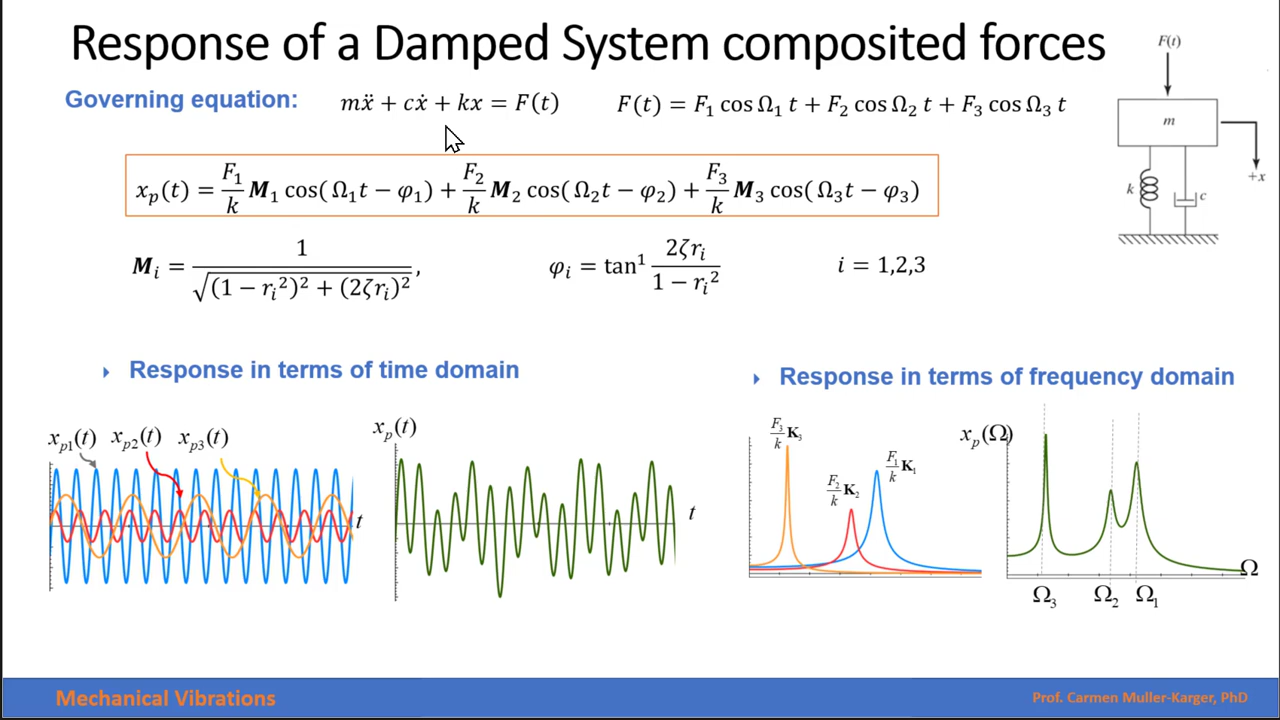 Response of a Damped System composited forces
Governing equation:
mẍ + cẋ + kx = F(t)
F(t) = F₁ cos Ω₁ t + F₂ cos Ω₂ t + F₃ cos Ω₃ t
F(t)
m
k
c
+x
xₚ(t) = F₁/k M₁ cos( Ω₁t − φ₁) + F₂/k M₂ cos( Ω₂t − φ₂) + F₃/k M₃ cos(Ω₃t − φ₃)
Mᵢ = 1/√((1 − rᵢ²)² + (2ζrᵢ)²),
φᵢ = tan¹ 2ζrᵢ/(1 − rᵢ²)
i = 1,2,3
Response in terms of time domain
Response in terms of frequency domain
xₚ₁(t) xₚ₂(t) xₚ₃(t)
t
xₚ(t)
t
F₃/k K₃
F₂/k K₂
F₁/k K₁
xₚ(Ω)
Ω
Ω₃ Ω₂ Ω₁
Mechanical Vibrations
Prof. Carmen Muller-Karger, PhD